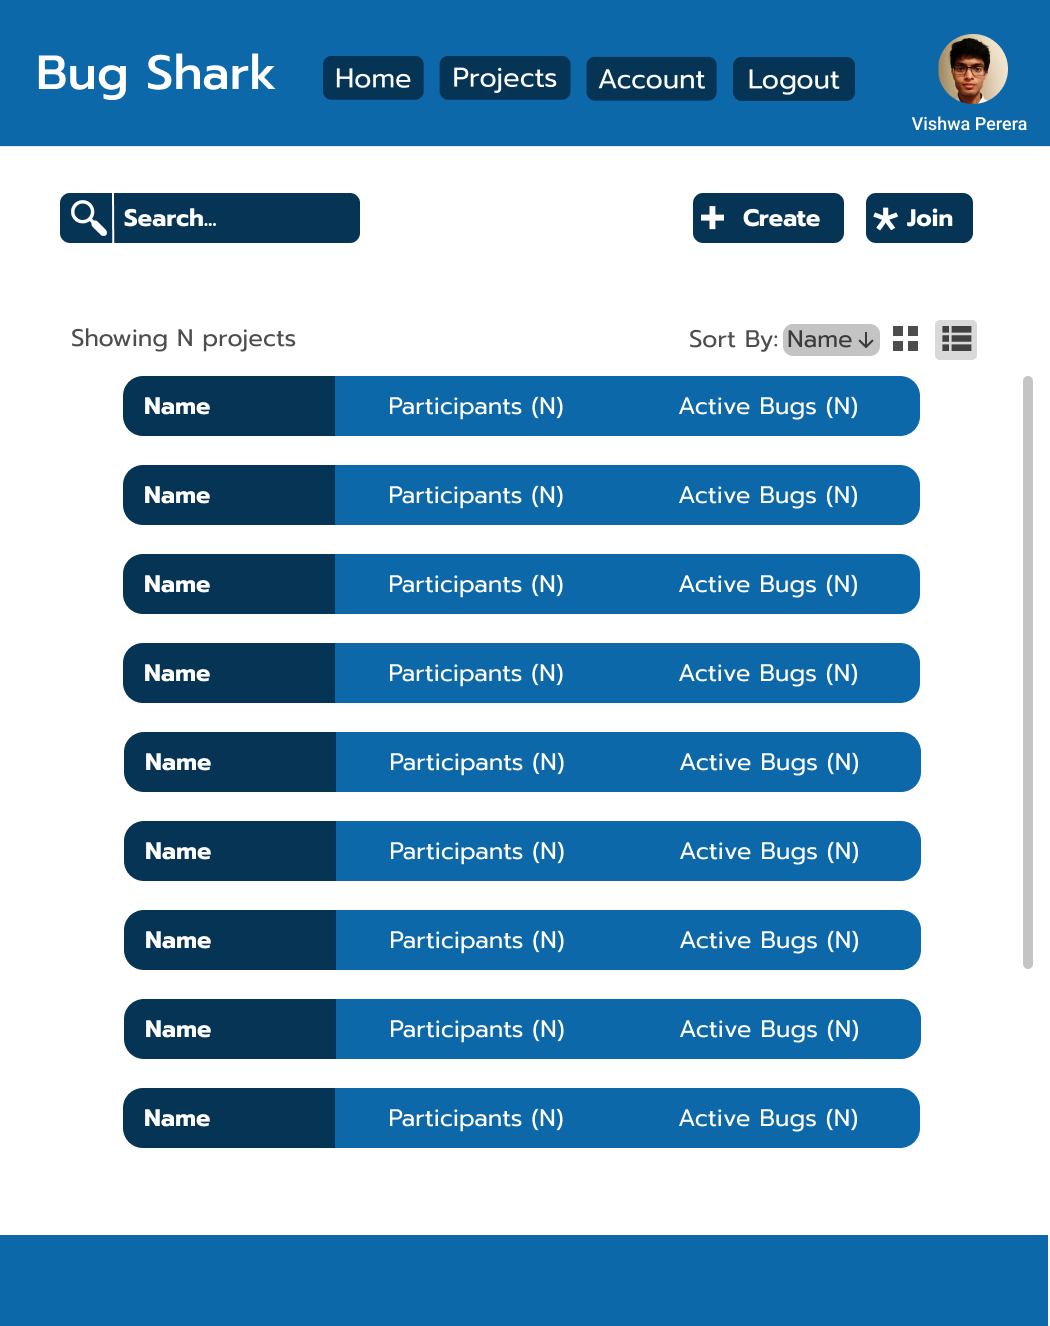 Bug Shark
Home
Projects
Account
Logout
Vishwa Perera
Search...
Create
Join
Showing N projects
Sort By: Name
Name Participants (N) Active Bugs (N)
Name Participants (N) Active Bugs (N)
Name Participants (N) Active Bugs (N)
Name Participants (N) Active Bugs (N)
Name Participants (N) Active Bugs (N)
Name Participants (N) Active Bugs (N)
Name Participants (N) Active Bugs (N)
Name Participants (N) Active Bugs (N)
Name Participants (N) Active Bugs (N)